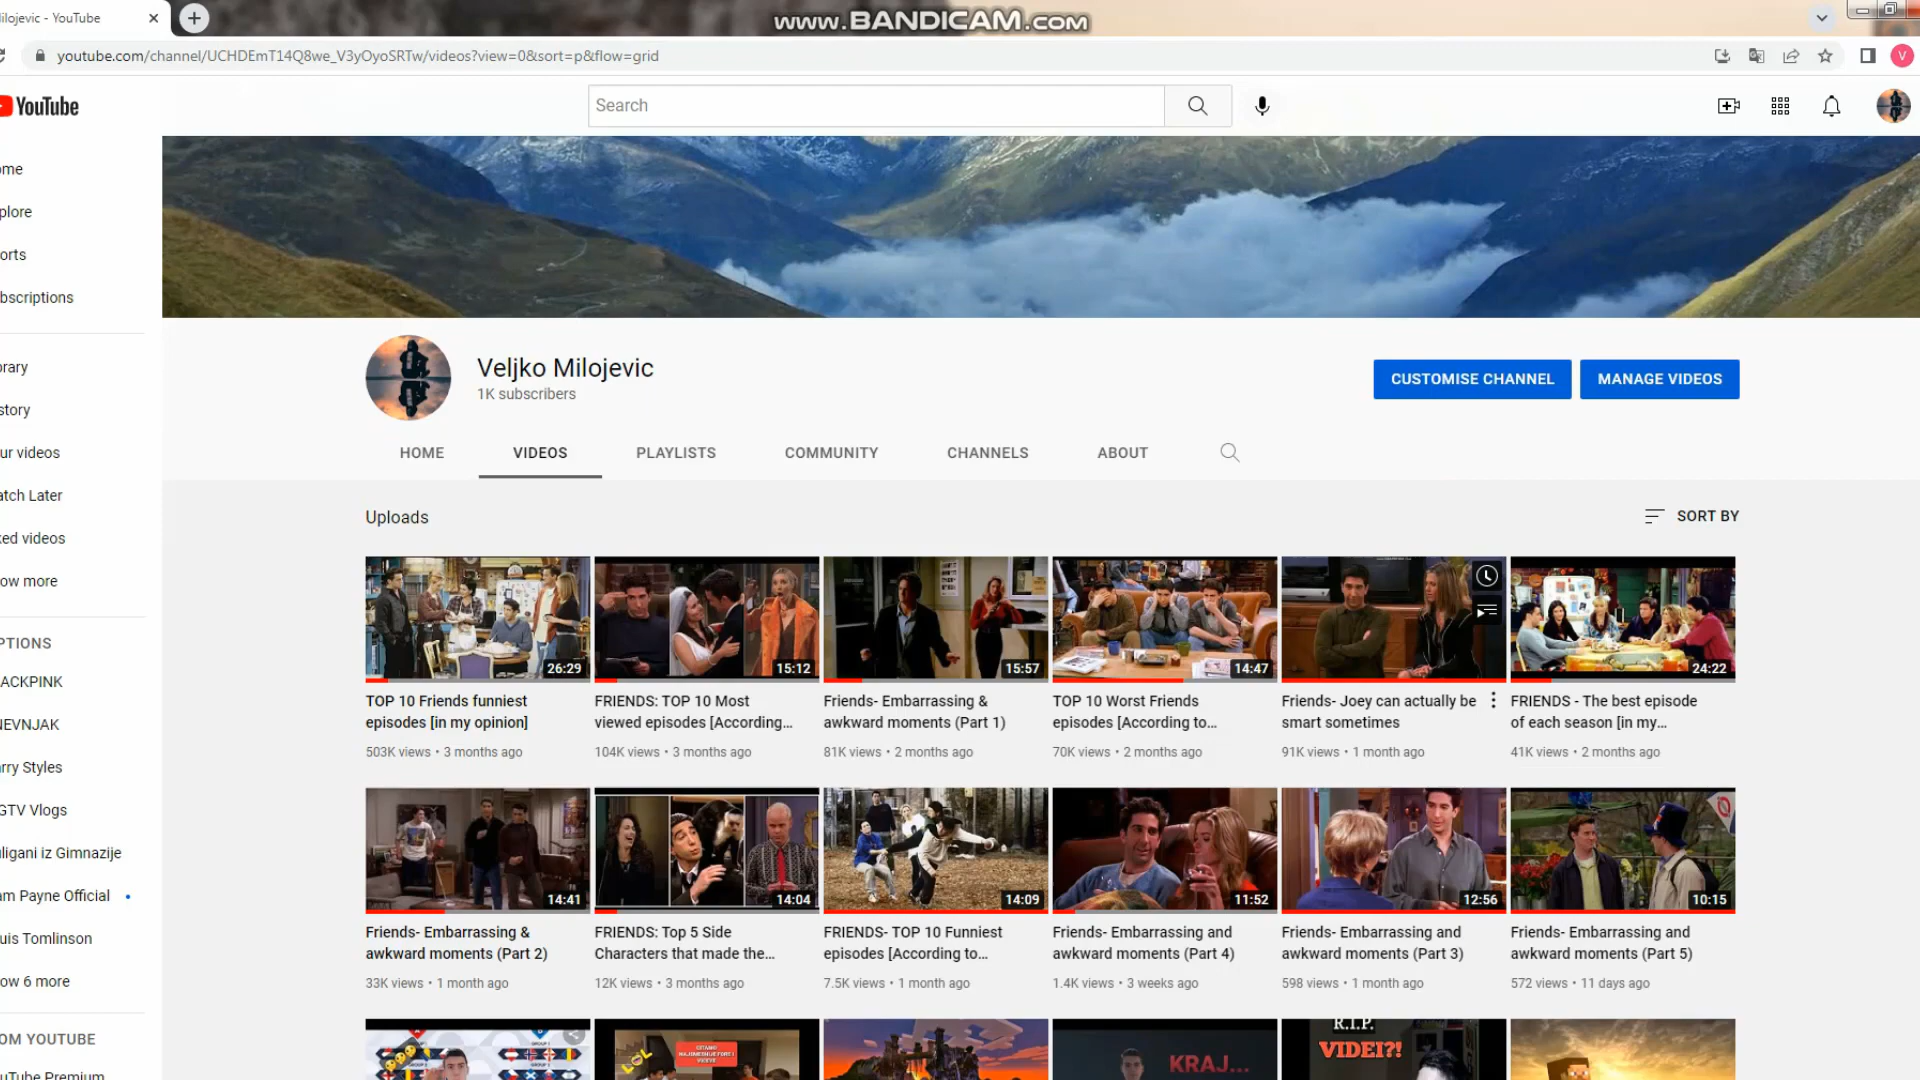 ilojevic - YouTube
www.BANDICAM.com
youtube.com/channel/UCHDEmT14Q8we_V3yOyoSRTw/videos?view=0&sort=p&flow=grid
V
YouTube
Search
ome
plore
orts
bscriptions
brary
story
ur videos
atch Later
ked videos
ow more
PTIONS
ACKPINK
NEVNJAK
rry Styles
GTV Vlogs
uligani iz Gimnazije
am Payne Official
uis Tomlinson
ow 6 more
OM YOUTUBE
uTube Premium
Veljko Milojevic
1K subscribers
CUSTOMISE CHANNEL
MANAGE VIDEOS
HOME
VIDEOS
PLAYLISTS
COMMUNITY
CHANNELS
ABOUT
Uploads
SORT BY
26:29
15:12
15:57
14:47
24:22
TOP 10 Friends funniest
episodes [in my opinion]
503K views • 3 months ago
FRIENDS: TOP 10 Most
viewed episodes [According...
104K views • 3 months ago
Friends- Embarrassing &
awkward moments (Part 1)
81K views • 2 months ago
TOP 10 Worst Friends
episodes [According to...
70K views • 2 months ago
Friends- Joey can actually be
smart sometimes
91K views • 1 month ago
FRIENDS - The best episode
of each season [in my...
41K views • 2 months ago
14:41
14:04
14:09
11:52
12:56
10:15
Friends- Embarrassing &
awkward moments (Part 2)
33K views • 1 month ago
FRIENDS: Top 5 Side
Characters that made the...
12K views • 3 months ago
FRIENDS- TOP 10 Funniest
episodes [According to...
7.5K views • 1 month ago
Friends- Embarrassing and
awkward moments (Part 4)
1.4K views • 3 weeks ago
Friends- Embarrassing and
awkward moments (Part 3)
598 views • 1 month ago
Friends- Embarrassing and
awkward moments (Part 5)
572 views • 11 days ago
LOL
KRAJ...
R.I.P.
VIDEI?!